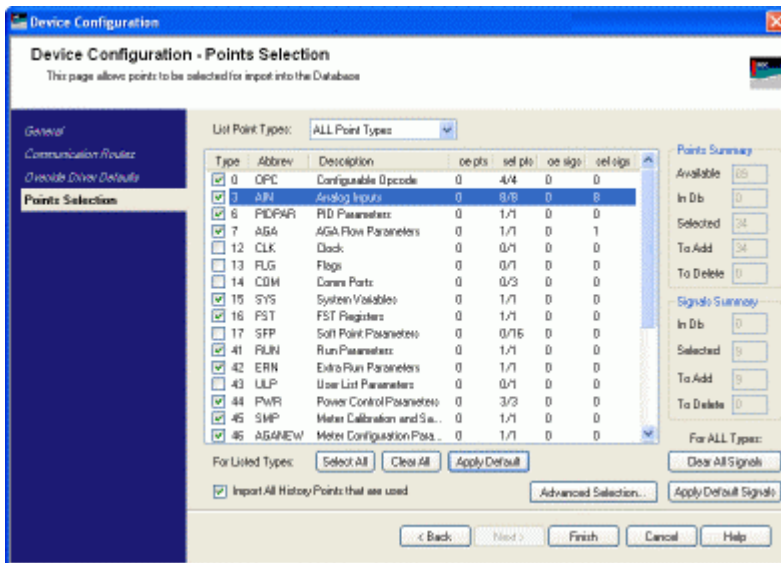 Device Configuration
Device Configuration - Points Selection
This page allows points to be selected for import into the Database
General
Communication Routes
Override Driver Defaults
Points Selection
List Point Types: ALL Point Types
Type Abbrev Description oe pts sel pts oe sigs sel sigs
0 OPC Configurable Opcode 0 4/4 0 0
3 AIN Analog Inputs 0 8/8 0 8
6 PIDPAR PID Parameters 0 1/1 0 0
7 AGA AGA Flow Parameters 0 1/1 0 1
12 CLK Clock 0 0/1 0 0
13 FLG Flags 0 0/1 0 0
14 COM Comm Ports 0 0/3 0 0
15 SYS System Variables 0 1/1 0 0
16 FST FST Registers 0 1/1 0 0
17 SFP Soft Point Parameters 0 0/16 0 0
41 RUN Run Parameters 0 1/1 0 0
42 ERN Extra Run Parameters 0 1/1 0 0
43 ULP User List Parameters 0 0/1 0 0
44 PWR Power Control Parameters 0 3/3 0 0
45 SMP Meter Calibration and Sa... 0 1/1 0 0
46 AGANEW Meter Configuration Para... 0 1/1 0 0
For Listed Types: Select All Clear All Apply Default
Import All History Points that are used
Advanced Selection...
Points Summary
Available
In Db 0
Selected 34
To Add 34
To Delete 0
Signals Summary
In Db 0
Selected 9
To Add 9
To Delete 0
For ALL Types:
Clear All Signals
Apply Default Signals
< Back Next > Finish Cancel Help